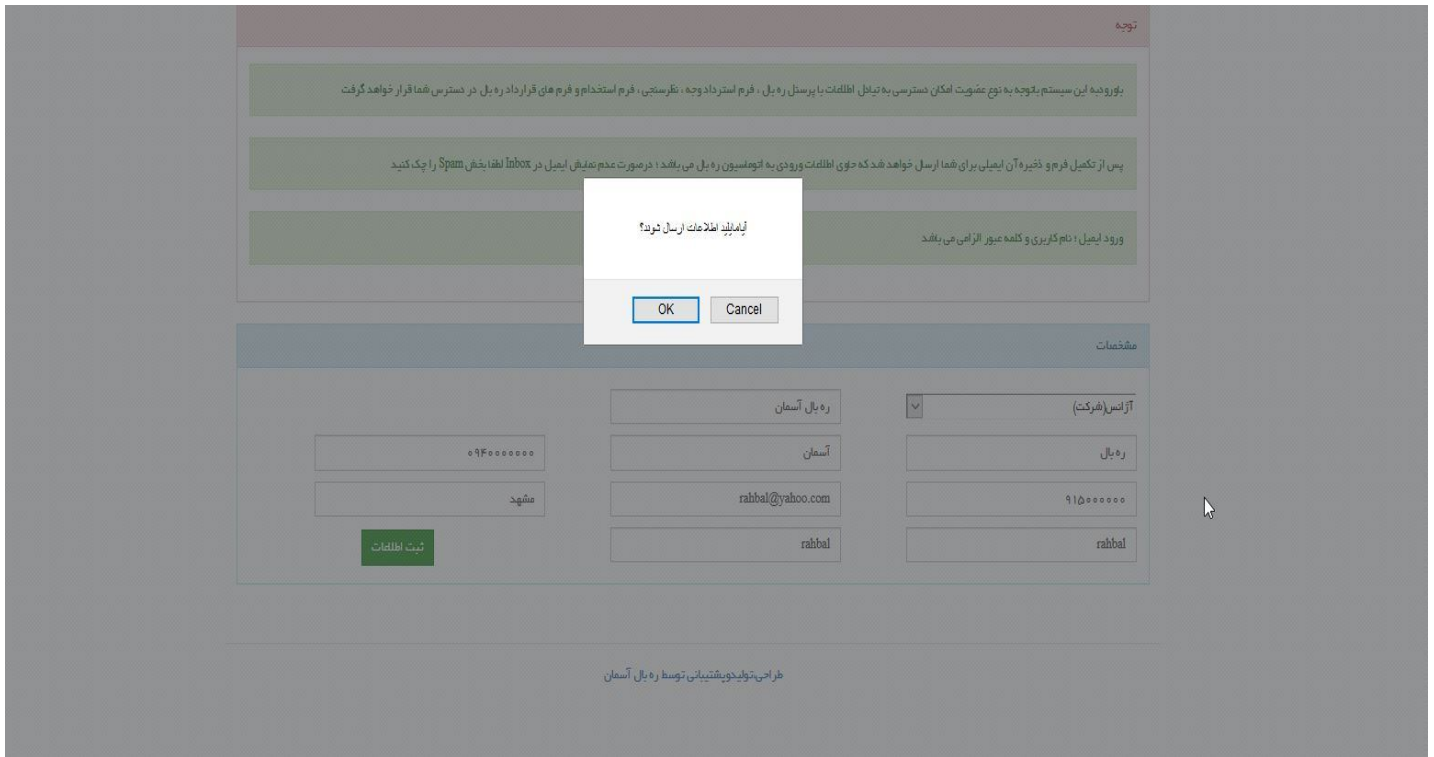 توجه
باورودبه این سیستم باتوجه به نوع عضویت امکان دسترسی به تبادل اطلاعات با پرسنل ره بال ، فرم استرداد وجه ، نظرسنجی ، فرم استخدام و فرم های قرارداد ره بال در دسترس شما قرار خواهد گرفت
پس از تکمیل فرم و ذخیره آن ایمیلی برای شما ارسال خواهد شد که حاوی اطلاعات ورودی به اتوماسیون ره بال می باشد ؛ درصورت عدم نمایش ایمیل در Inbox لطفا بخش Spam را چک کنید
ورود ایمیل ؛ نام کاربری و کلمه عبور الزامی می باشد
آیامایلید اطلاعات ارسال شوند؟
OK Cancel
مشخصات
آژانس(شرکت) ره بال آسمان
ره بال آسمان ۰۹۴۰۰۰۰۰۰۰
۹۱۵۰۰۰۰۰۰ rahbal@yahoo.com مشهد
rahbal rahbal ثبت اطلاعات
طراحی،تولیدوپشتیبانی توسط ره بال آسمان